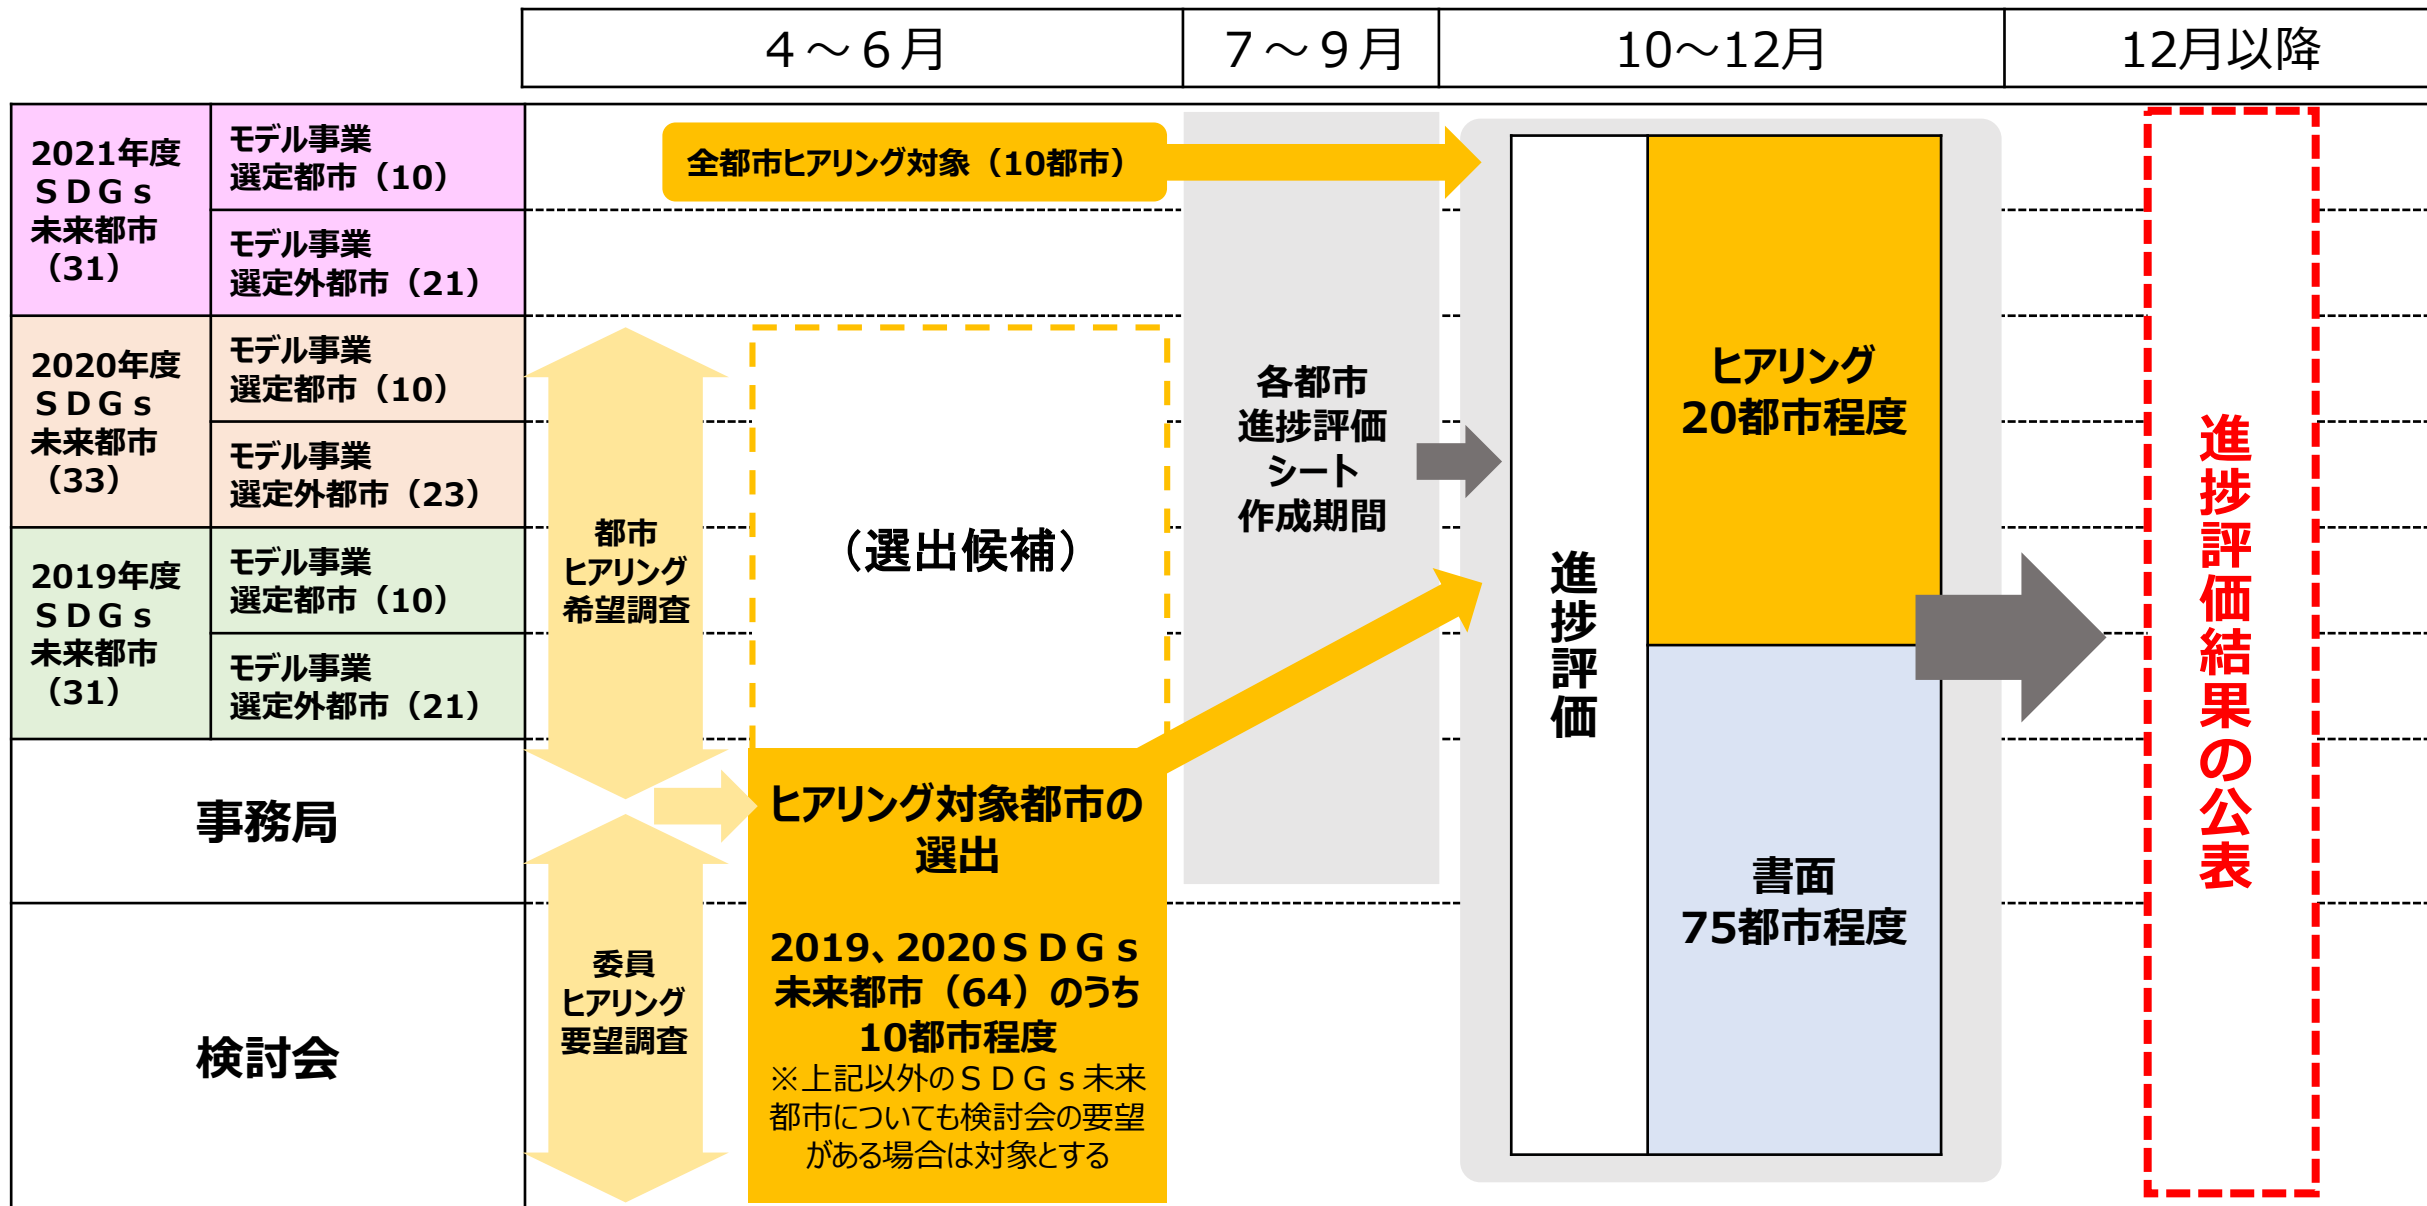 ４～６月
７～９月
10～12月
12月以降
2021年度
ＳＤＧｓ
未来都市
（31）
モデル事業
選定都市（10）
モデル事業
選定外都市（21）
2020年度
ＳＤＧｓ
未来都市
（33）
モデル事業
選定都市（10）
モデル事業
選定外都市（23）
2019年度
ＳＤＧｓ
未来都市
（31）
モデル事業
選定都市（10）
モデル事業
選定外都市（21）
事務局
検討会
全都市ヒアリング対象（10都市）
都市
ヒアリング
希望調査
委員
ヒアリング
要望調査
（選出候補）
ヒアリング対象都市の
選出
2019、2020ＳＤＧｓ
未来都市（64）のうち
10都市程度
※上記以外のＳＤＧｓ未来
都市についても検討会の要望
がある場合は対象とする
各都市
進捗評価
シート
作成期間
進捗評価
ヒアリング
20都市程度
書面
75都市程度
進捗評価結果の公表